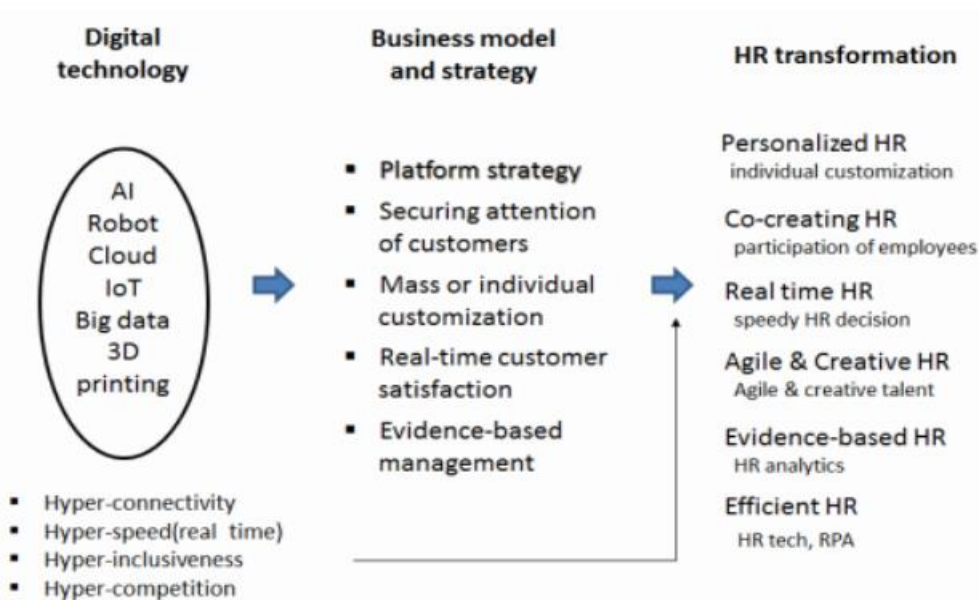 Digital
technology
AI
Robot
Cloud
IoT
Big data
3D
printing
▪ Hyper-connectivity
▪ Hyper-speed(real time)
▪ Hyper-inclusiveness
▪ Hyper-competition
Business model
and strategy
▪ Platform strategy
▪ Securing attention
of customers
▪ Mass or individual
customization
▪ Real-time customer
satisfaction
▪ Evidence-based
management
HR transformation
Personalized HR
individual customization
Co-creating HR
participation of employees
Real time HR
speedy HR decision
Agile & Creative HR
Agile & creative talent
Evidence-based HR
HR analytics
Efficient HR
HR tech, RPA